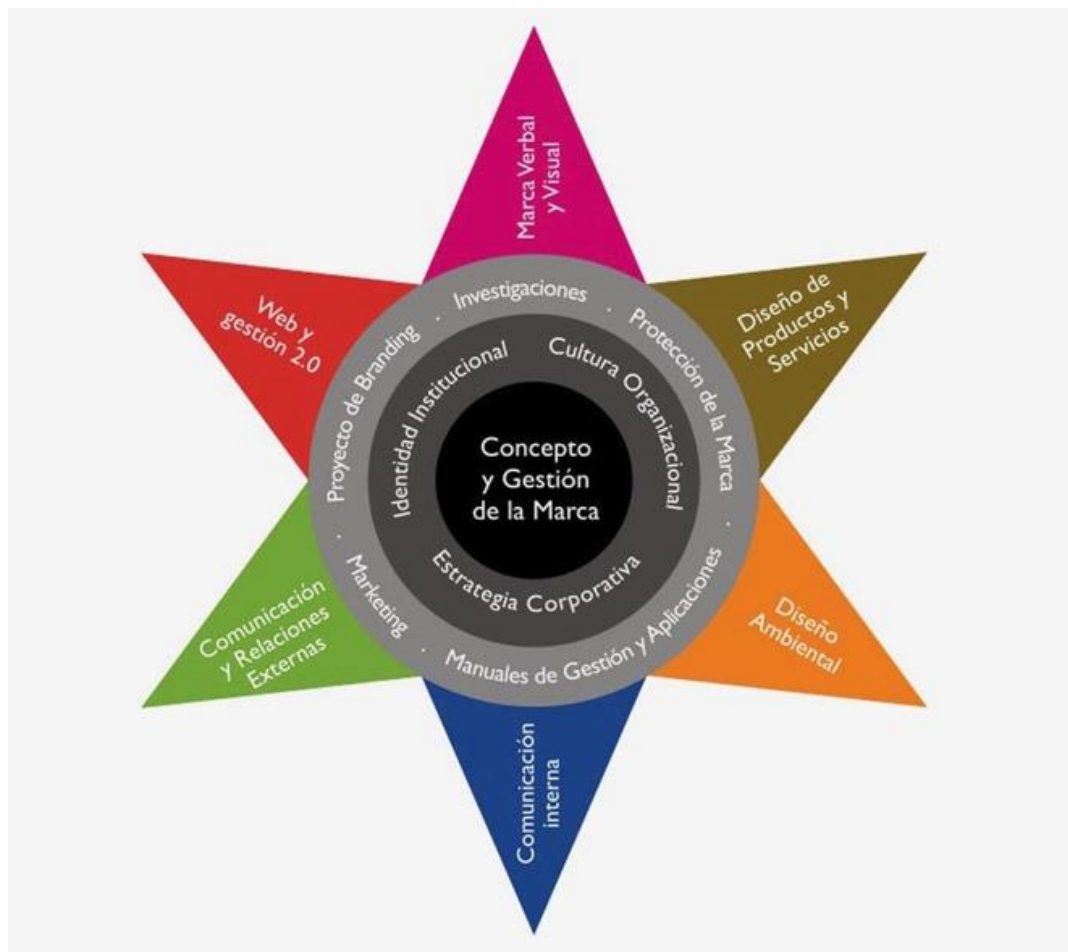 Marca Verbal
y Visual
Web y
gestión 2.0
Diseño de
Productos y
Servicios
Proyecto de Branding . Investigaciones . Protección de la Marca .
Identidad Institucional
Cultura Organizacional
Concepto
y Gestión
de la Marca
Estrategia Corporativa
. Marketing . Manuales de Gestión y Aplicaciones
Comunicación
y Relaciones
Externas
Diseño
Ambiental
Comunicación
interna